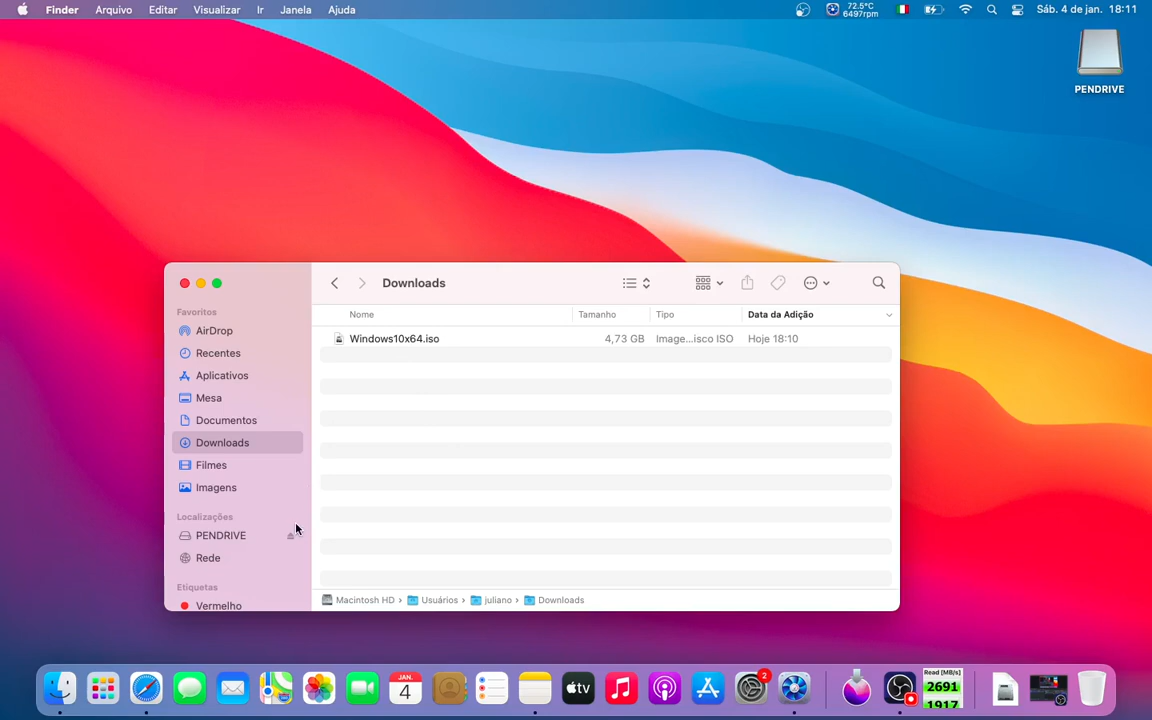 Finder Arquivo Editar Visualizar Ir Janela Ajuda 72.5°C 6497rpm Sáb. 4 de jan. 18:11
PENDRIVE
Downloads
Favoritos
AirDrop
Recentes
Aplicativos
Mesa
Documentos
Downloads
Filmes
Imagens
Localizações
PENDRIVE
Rede
Etiquetas
Vermelho
Nome Tamanho Tipo Data da Adição
Windows10x64.iso 4,73 GB Image...isco ISO Hoje 18:10
Macintosh HD › Usuários › juliano › Downloads
JAN.
4
tv
2
Read [MB/s]
2691
1917